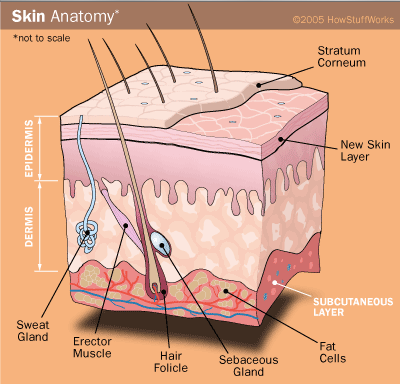 Skin Anatomy*
©2005 HowStuffWorks
*not to scale
Stratum
Corneum
New Skin
Layer
EPIDERMIS
DERMIS
SUBCUTANEOUS
LAYER
Sweat
Gland
Erector
Muscle
Hair
Folicle
Sebaceous
Gland
Fat
Cells